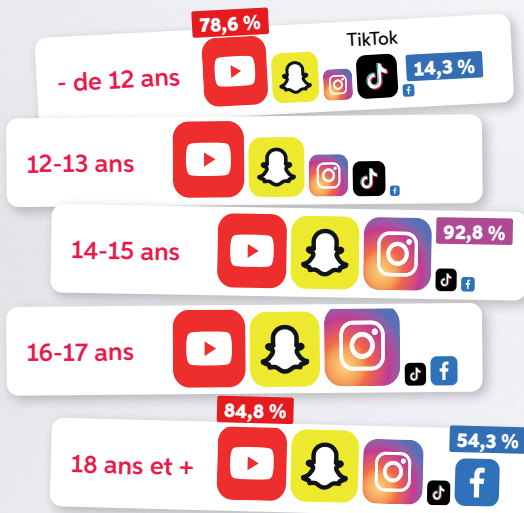 78,6 %
TikTok
- de 12 ans
14,3 %
12-13 ans
14-15 ans
92,8 %
16-17 ans
84,8 %
18 ans et +
54,3 %